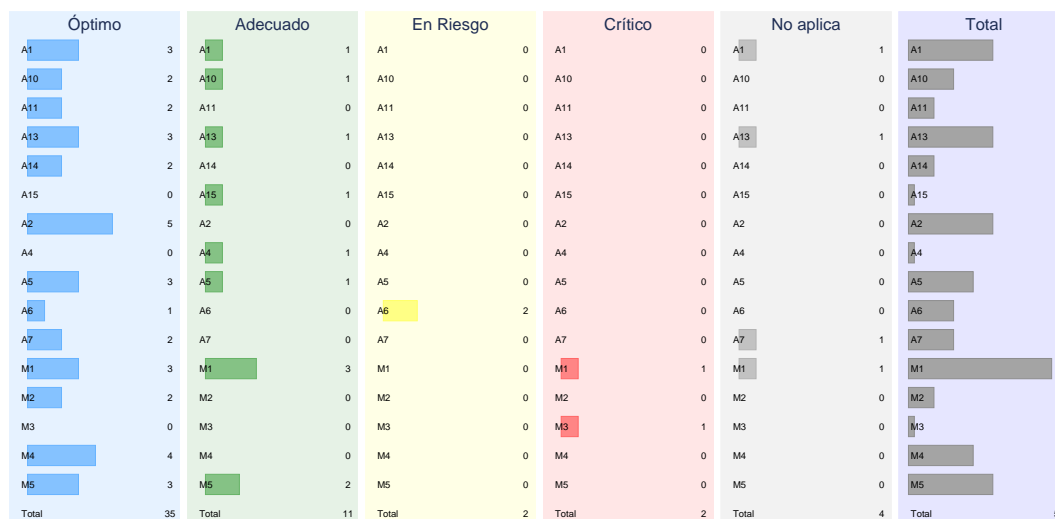 Óptimo Adecuado En Riesgo Crítico No aplica Total
A1 3 A1 1 A1 0 A1 0 A1 1 A1
A10 2 A10 1 A10 0 A10 0 A10 0 A10
A11 2 A11 0 A11 0 A11 0 A11 0 A11
A13 3 A13 1 A13 0 A13 0 A13 1 A13
A14 2 A14 0 A14 0 A14 0 A14 0 A14
A15 0 A15 1 A15 0 A15 0 A15 0 A15
A2 5 A2 0 A2 0 A2 0 A2 0 A2
A4 0 A4 1 A4 0 A4 0 A4 0 A4
A5 3 A5 1 A5 0 A5 0 A5 0 A5
A6 1 A6 0 A6 2 A6 0 A6 0 A6
A7 2 A7 0 A7 0 A7 0 A7 1 A7
M1 3 M1 3 M1 0 M1 1 M1 1 M1
M2 2 M2 0 M2 0 M2 0 M2 0 M2
M3 0 M3 0 M3 0 M3 1 M3 0 M3
M4 4 M4 0 M4 0 M4 0 M4 0 M4
M5 3 M5 2 M5 0 M5 0 M5 0 M5
Total 35 Total 11 Total 2 Total 2 Total 4 Total